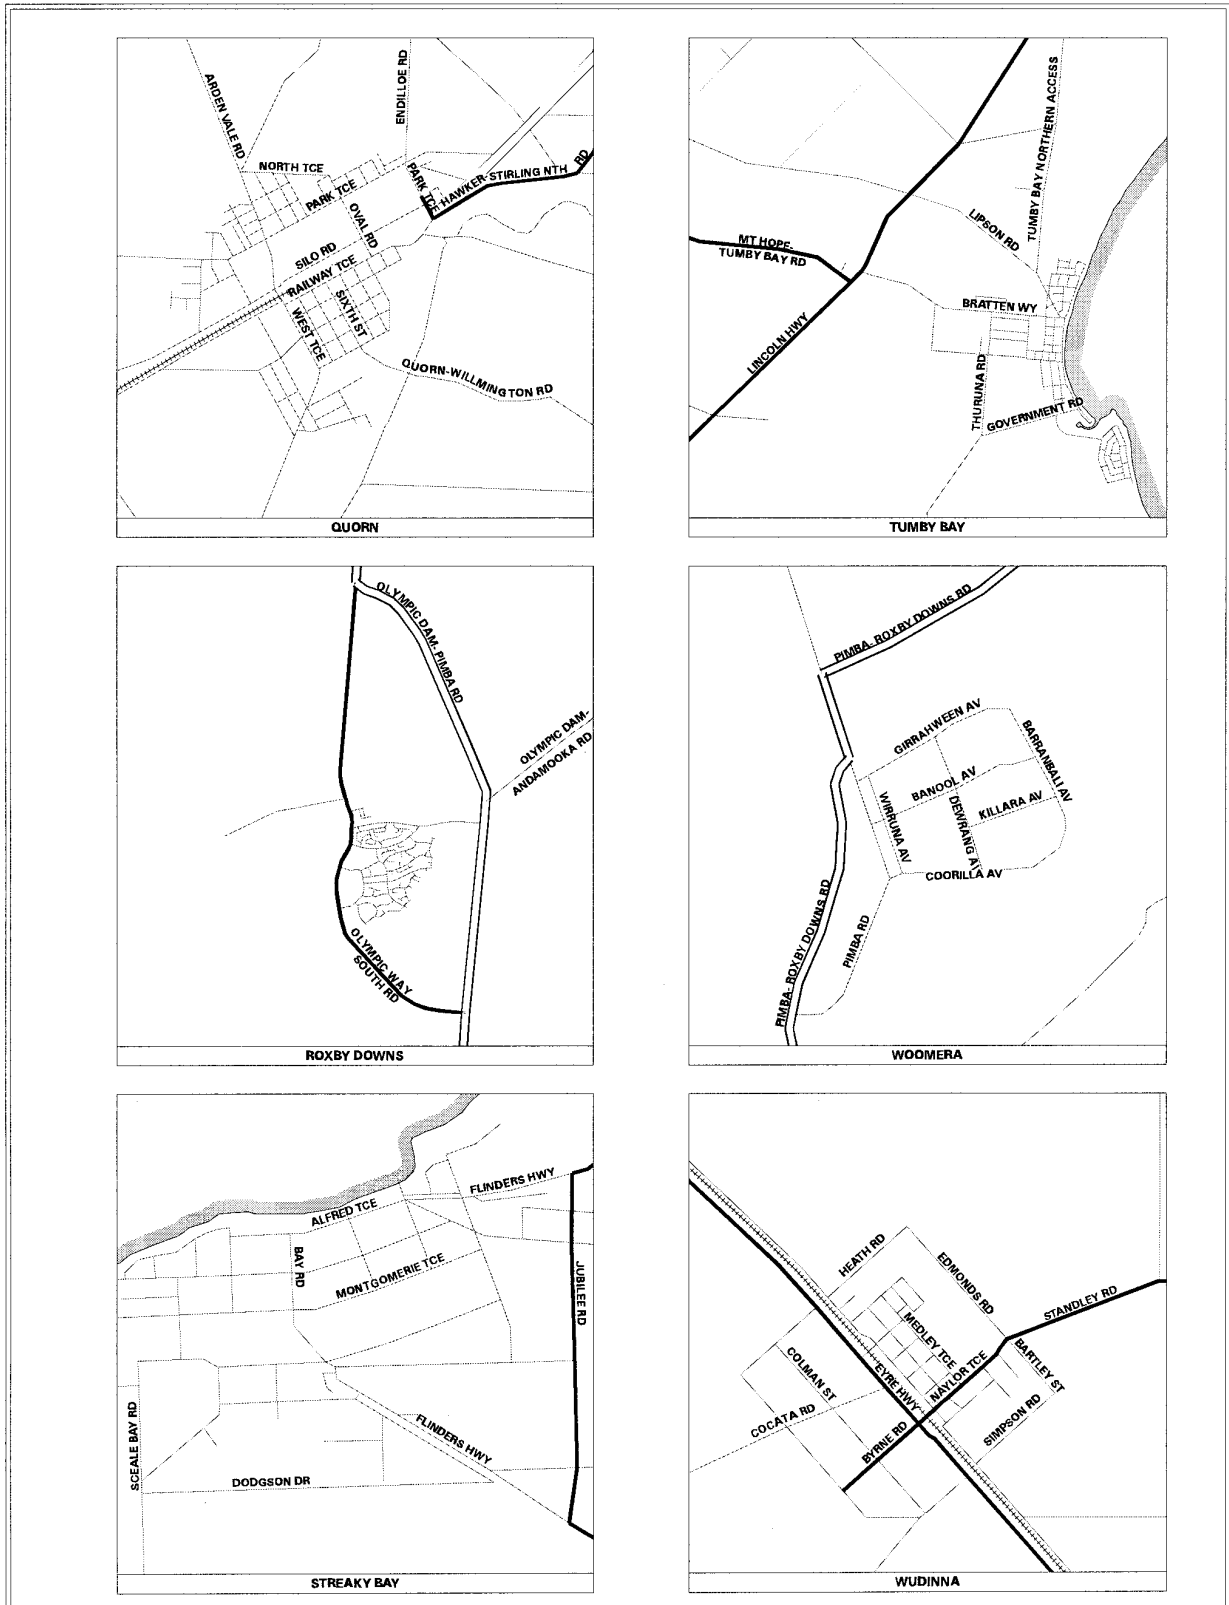 ARDEN VALE RD
ENDILLOE RD
NORTH TCE
PARK TCE
PARK TCE
HAWKER-STIRLING NTH RD
OVAL RD
SILO RD
RAILWAY TCE
SIXTH ST
WEST TCE
QUORN-WILLMINGTON RD
QUORN
TUMBY BAY NORTHERN ACCESS
LIPSON RD
MT HOPE-
TUMBY BAY RD
BRATTEN WY
LINCOLN HWY
THURUNA RD
GOVERNMENT RD
TUMBY BAY
OLYMPIC DAM-PIMBA RD
OLYMPIC DAM-
ANDAMOOKA RD
OLYMPIC WAY
SOUTH RD
ROXBY DOWNS
PIMBA-ROXBY DOWNS RD
GIRRAHWEEN AV
BARRANBALI AV
BANOOL AV
KILLARA AV
WIRRUNA AV
DEWRANG AV
COORILLA AV
PIMBA RD
PIMBA-ROXBY DOWNS RD
WOOMERA
FLINDERS HWY
ALFRED TCE
BAY RD
MONTGOMERIE TCE
JUBILEE RD
SCEALE BAY RD
FLINDERS HWY
DODGSON DR
STREAKY BAY
HEATH RD
EDMONDS RD
STANDLEY RD
MEDLEY TCE
COLMAN ST
EYRE HWY
NAYLOR TCE
BARTLEY ST
COCATA RD
BYRNE RD
SIMPSON RD
WUDINNA